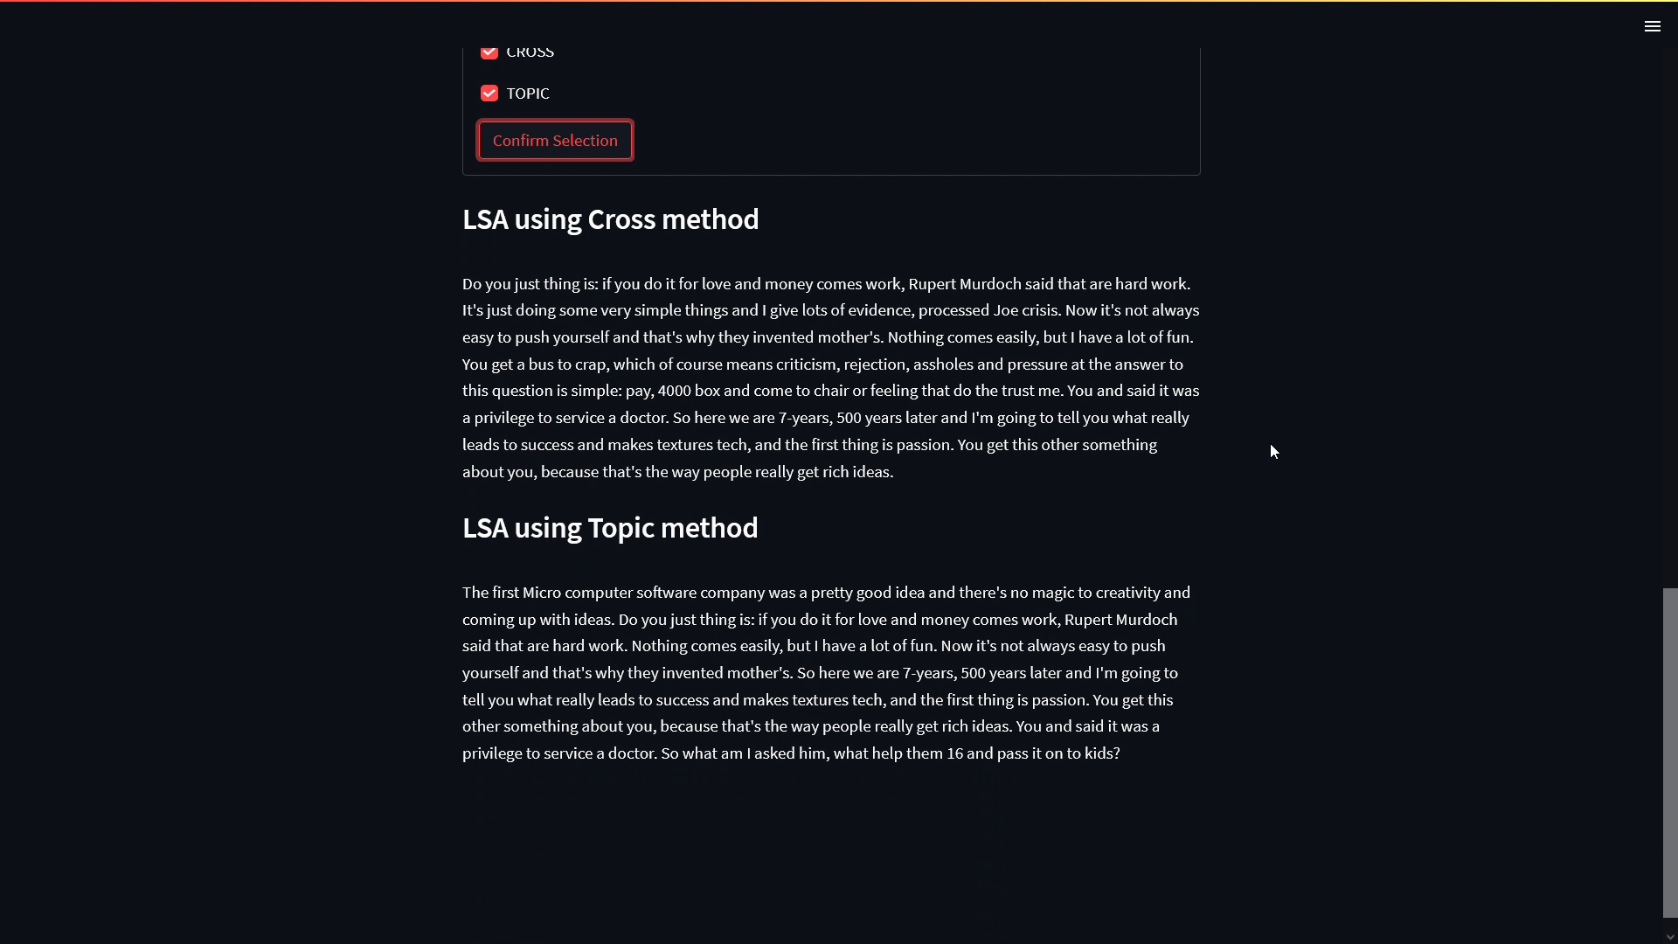 CROSS
TOPIC
Confirm Selection
LSA using Cross method
Do you just thing is: if you do it for love and money comes work, Rupert Murdoch said that are hard work.
It's just doing some very simple things and I give lots of evidence, processed Joe crisis. Now it's not always
easy to push yourself and that's why they invented mother's. Nothing comes easily, but I have a lot of fun.
You get a bus to crap, which of course means criticism, rejection, assholes and pressure at the answer to
this question is simple: pay, 4000 box and come to chair or feeling that do the trust me. You and said it was
a privilege to service a doctor. So here we are 7-years, 500 years later and I'm going to tell you what really
leads to success and makes textures tech, and the first thing is passion. You get this other something
about you, because that's the way people really get rich ideas.
LSA using Topic method
The first Micro computer software company was a pretty good idea and there's no magic to creativity and
coming up with ideas. Do you just thing is: if you do it for love and money comes work, Rupert Murdoch
said that are hard work. Nothing comes easily, but I have a lot of fun. Now it's not always easy to push
yourself and that's why they invented mother's. So here we are 7-years, 500 years later and I'm going to
tell you what really leads to success and makes textures tech, and the first thing is passion. You get this
other something about you, because that's the way people really get rich ideas. You and said it was a
privilege to service a doctor. So what am I asked him, what help them 16 and pass it on to kids?